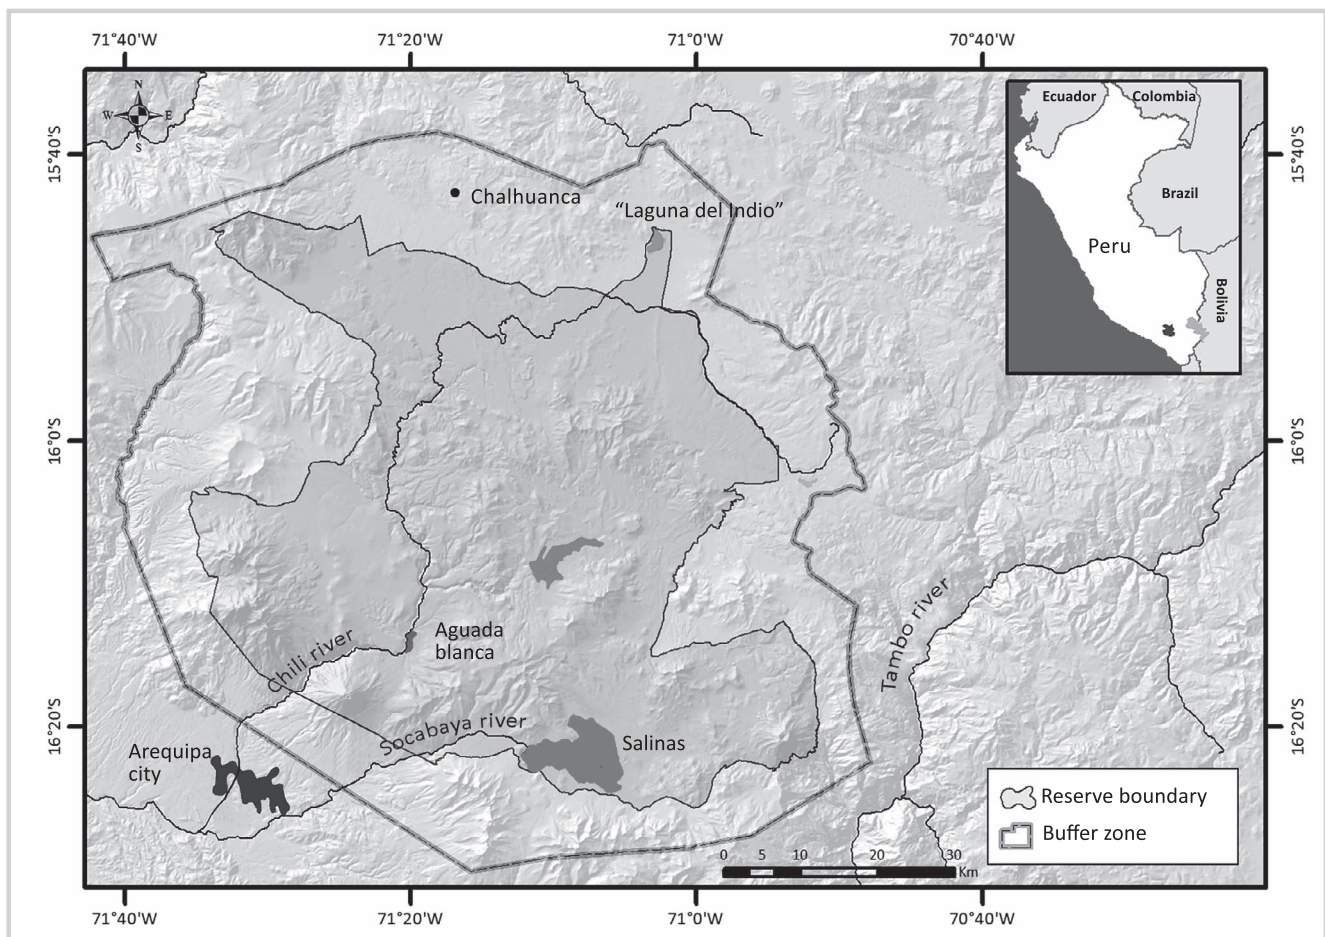 71°40'W 71°20'W 71°0'W 70°40'W
N
W E
S
Ecuador Colombia
Brazil
Peru
Bolivia
15°40'S 15°40'S
Chalhuanca
“Laguna del Indio”
16°0'S 16°0'S
Aguada
blanca
Chili river
Tambo river
Socabaya river
16°20'S 16°20'S
Salinas
Arequipa
city
Reserve boundary
Buffer zone
0 5 10 20 30
Km
71°40'W 71°20'W 71°0'W 70°40'W